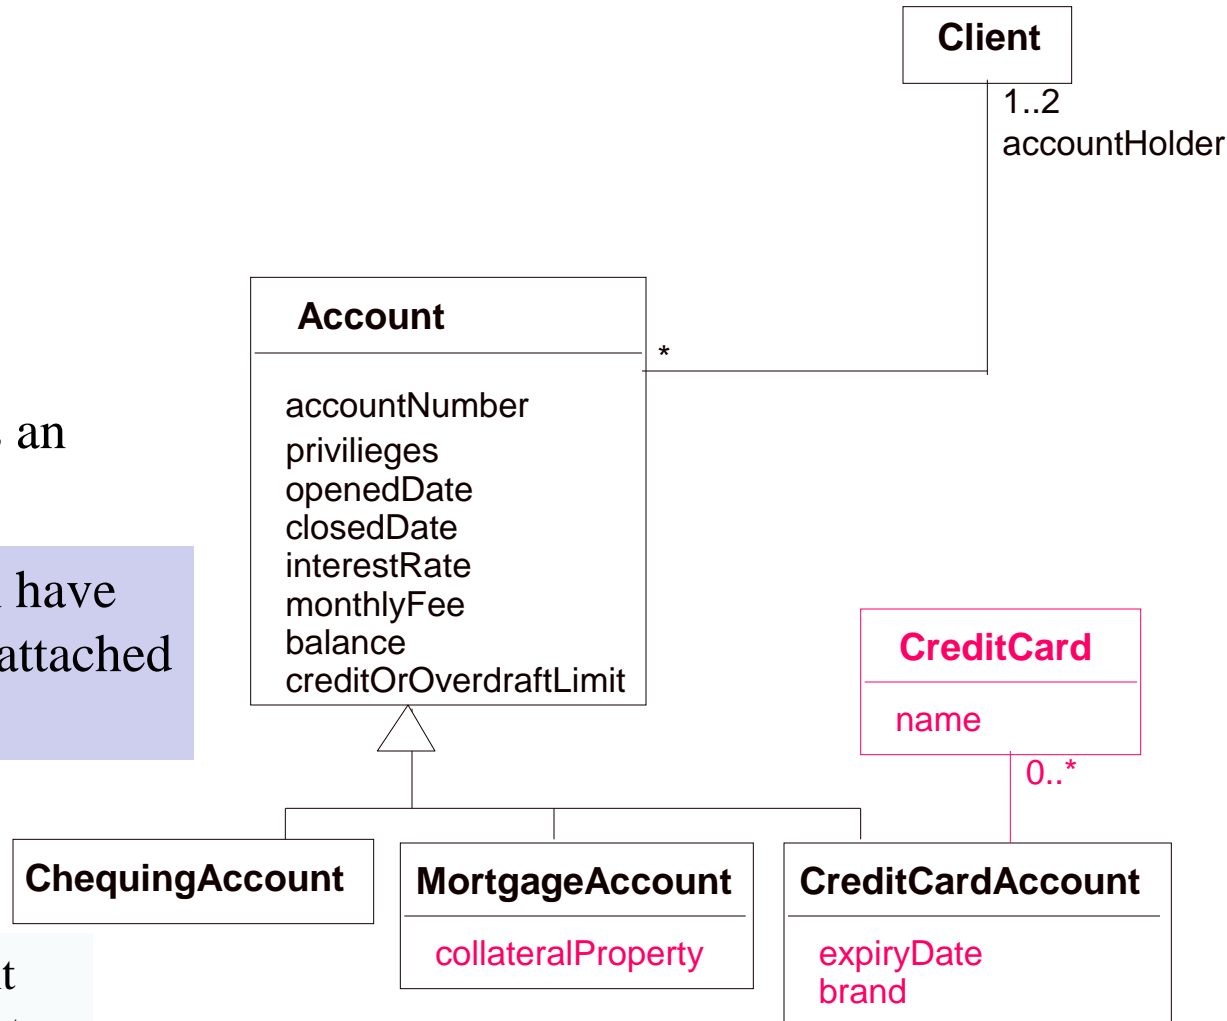 Client
1..2
accountHolder
Account
*
accountNumber
privilieges
openedDate
closedDate
interestRate
monthlyFee
balance
creditOrOverdraftLimit
an
have
attached
CreditCard
name
0..*
ChequingAccount
MortgageAccount
collateralProperty
CreditCardAccount
expiryDate
brand